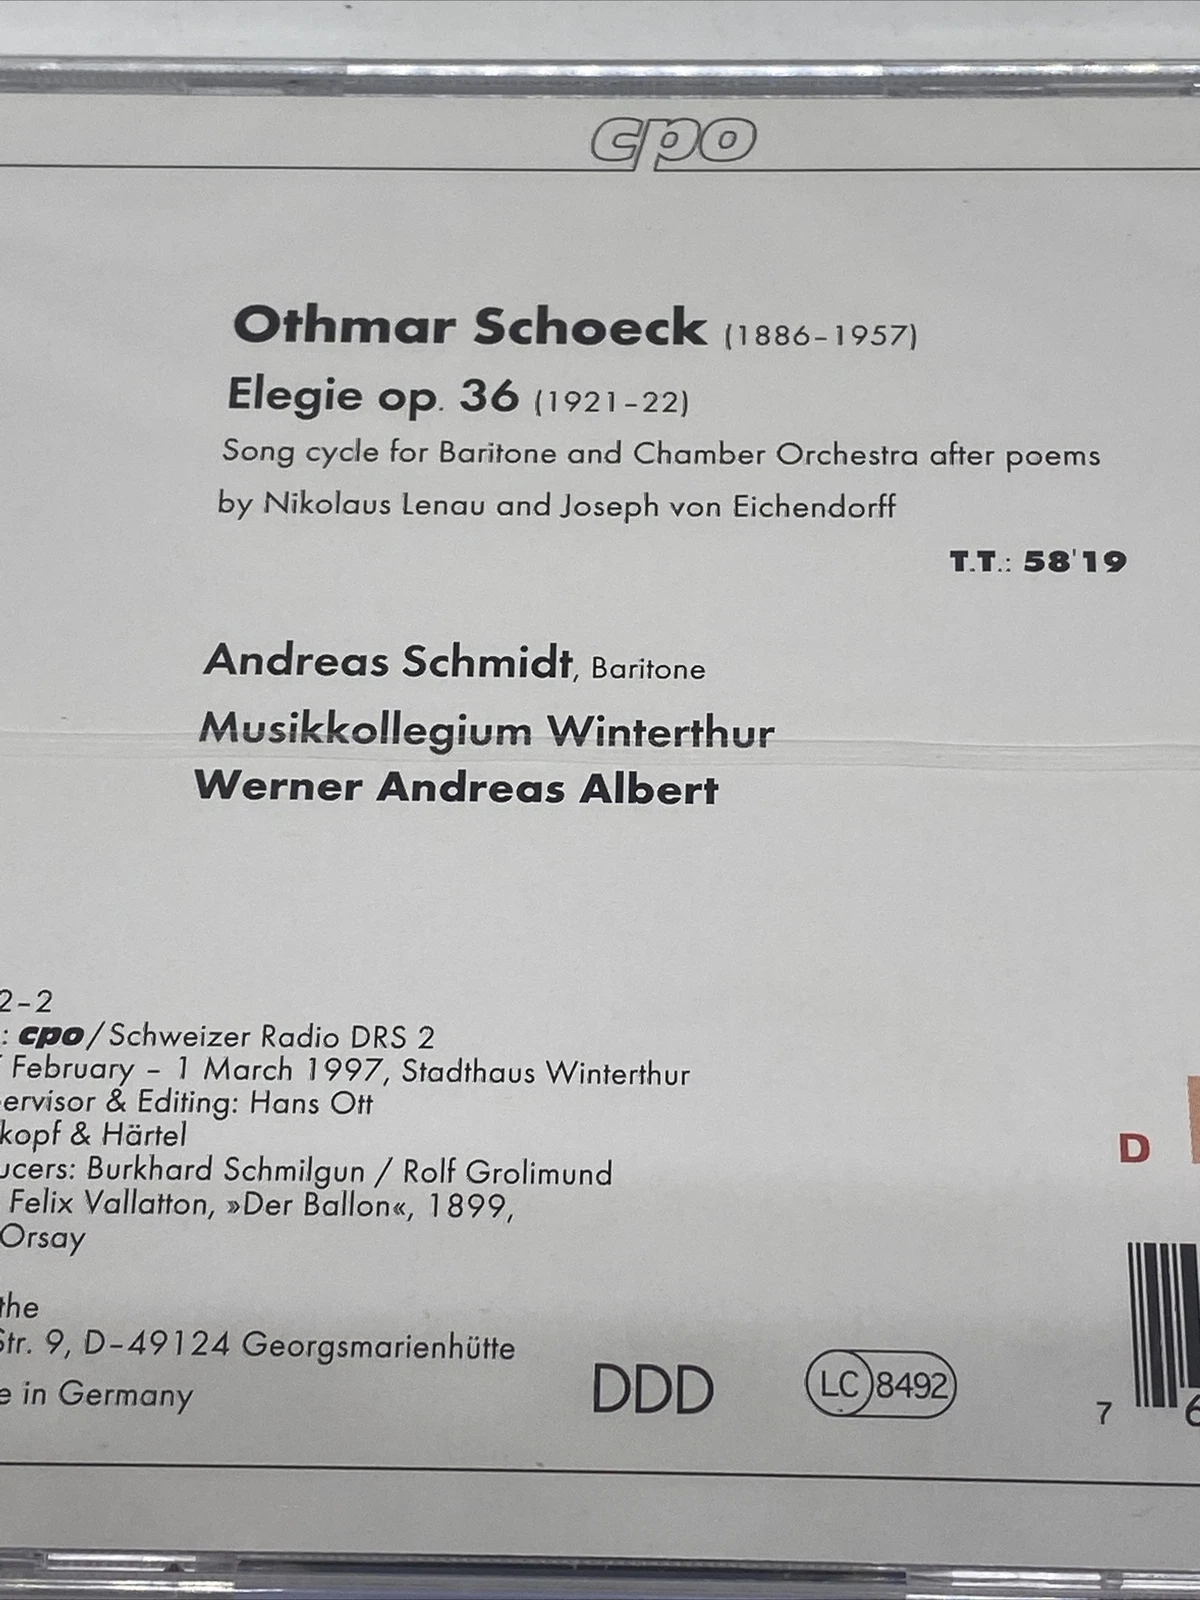 cpo
Othmar Schoeck (1886-1957)
Elegie op. 36 (1921-22)
Song cycle for Baritone and Chamber Orchestra after poems
by Nikolaus Lenau and Joseph von Eichendorff
T.T.: 58'19
Andreas Schmidt, Baritone
Musikkollegium Winterthur
Werner Andreas Albert
2-2
: cpo/Schweizer Radio DRS 2
February - 1 March 1997, Stadthaus Winterthur
ervisor & Editing: Hans Ott
kopf & Härtel
ucers: Burkhard Schmilgun / Rolf Grolimund
Felix Vallatton, »Der Ballon«, 1899,
Orsay
the
Str. 9, D-49124 Georgsmarienhütte
e in Germany
DDD
LC 8492
D
7 6